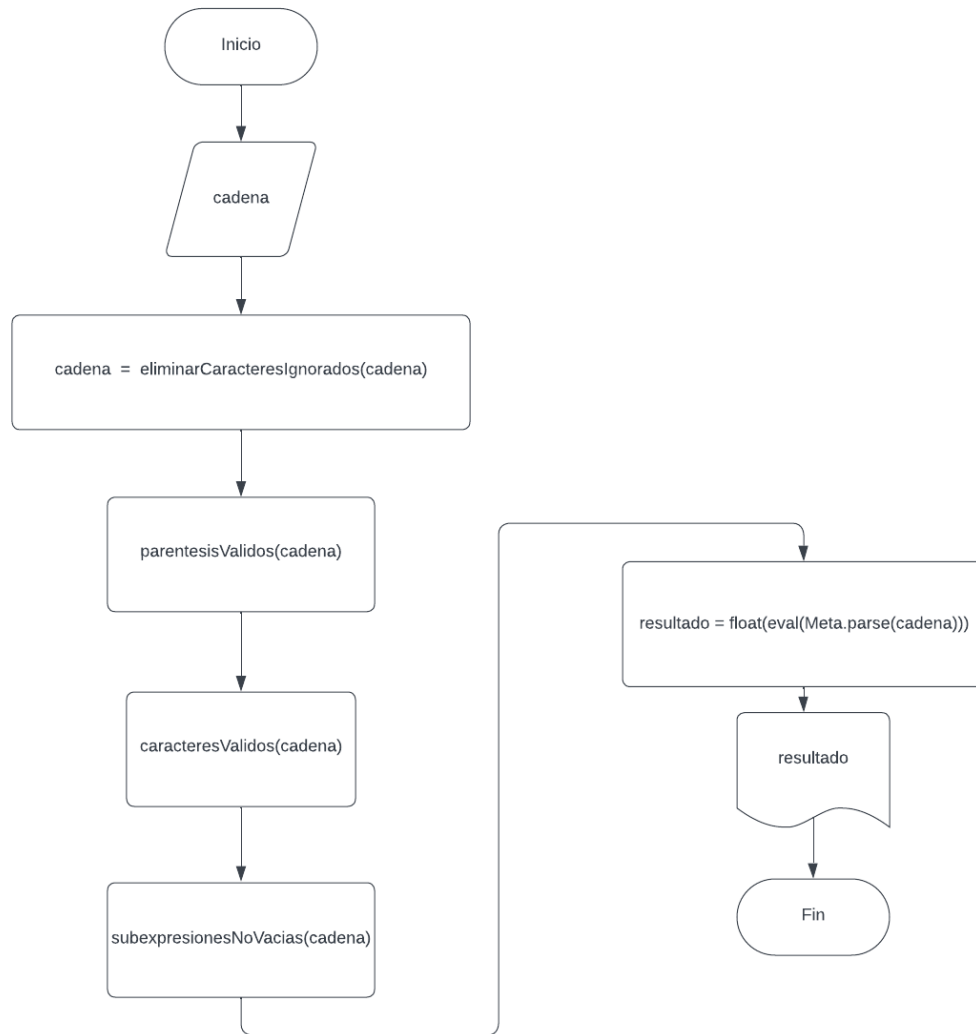 Inicio
cadena
cadena = eliminarCaracteresIgnorados(cadena)
parentesisValidos(cadena)
caracteresValidos(cadena)
subexpresionesNoVacias(cadena)
resultado = float(eval(Meta.parse(cadena)))
resultado
Fin